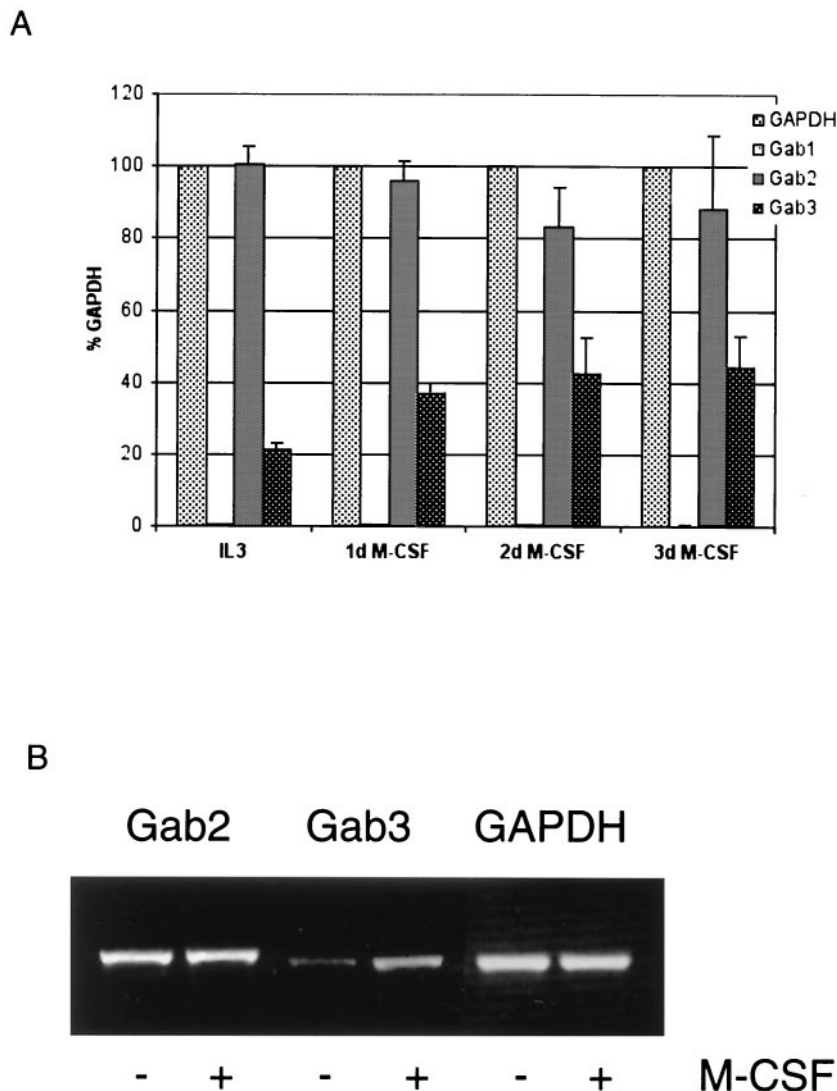 A
120
100
80
60
40
20
0
% GAPDH
GAPDH
Gab1
Gab2
Gab3
IL3 1d M-CSF 2d M-CSF 3d M-CSF
B
Gab2 Gab3 GAPDH
- + - + - + M-CSF